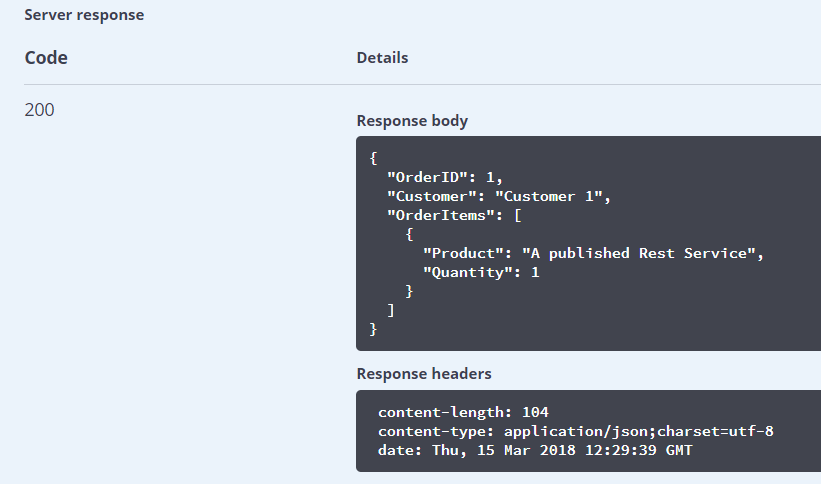 Server response
Code Details
200
Response body
{
"OrderID": 1,
"Customer": "Customer 1",
"OrderItems": [
{
"Product": "A published Rest Service",
"Quantity": 1
}
]
}
Response headers
content-length: 104
content-type: application/json;charset=utf-8
date: Thu, 15 Mar 2018 12:29:39 GMT